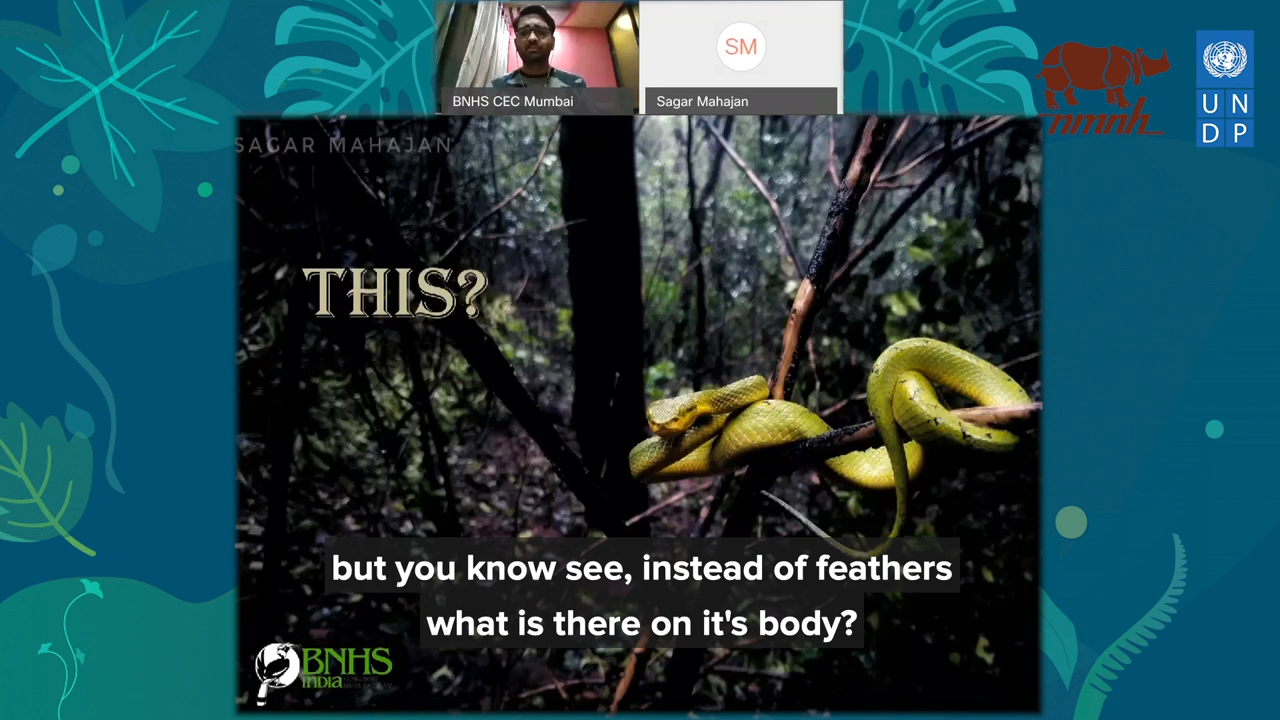 BNHS CEC Mumbai
SM
Sagar Mahajan
nmnh
U N
D P
SAGAR MAHAJAN
THIS?
but you know see, instead of feathers
what is there on it's body?
BNHS
INDIA